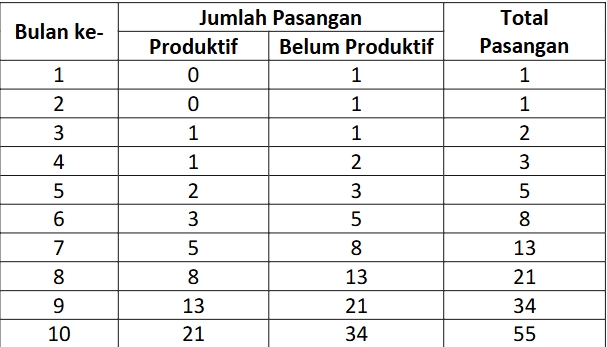 Bulan ke- Jumlah Pasangan Total Pasangan
Produktif Belum Produktif
1 0 1 1
2 0 1 1
3 1 1 2
4 1 2 3
5 2 3 5
6 3 5 8
7 5 8 13
8 8 13 21
9 13 21 34
10 21 34 55